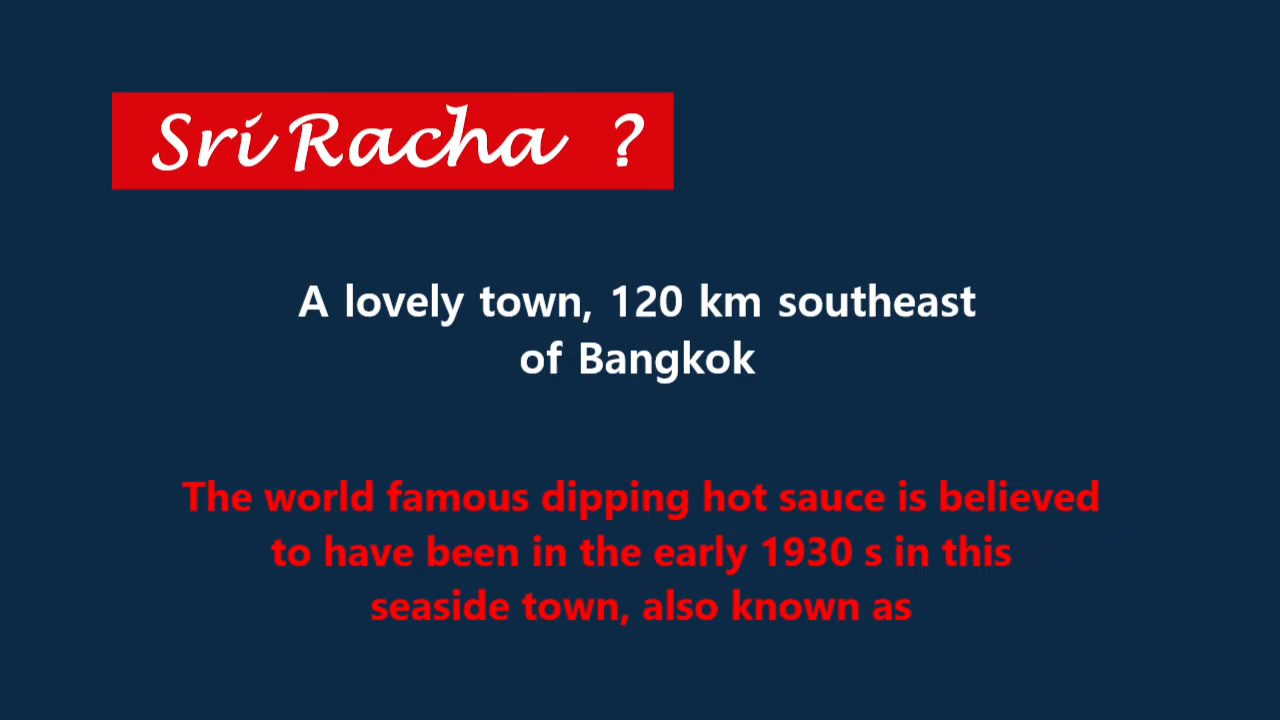 Sri Racha ?
A lovely town, 120 km southeast
of Bangkok
The world famous dipping hot sauce is believed
to have been in the early 1930 s in this
seaside town, also known as